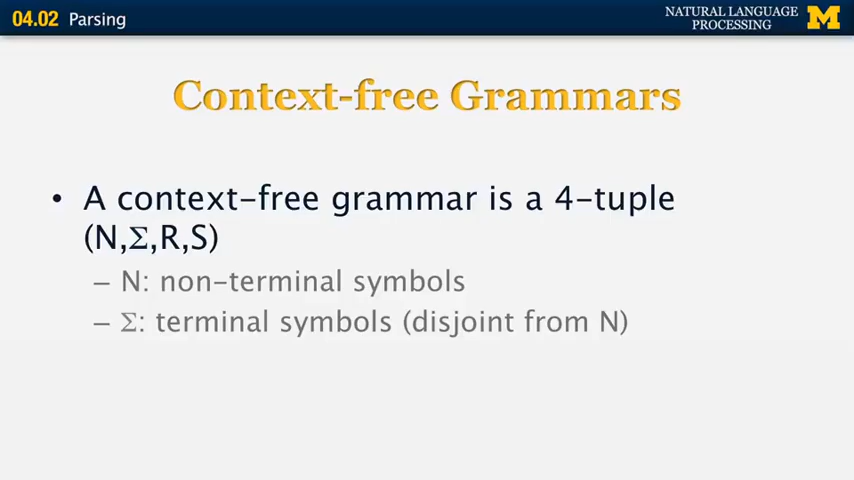 04.02 Parsing
NATURAL LANGUAGE
PROCESSING
M
Context-free Grammars
• A context-free grammar is a 4-tuple
(N,Σ,R,S)
– N: non-terminal symbols
– Σ: terminal symbols (disjoint from N)